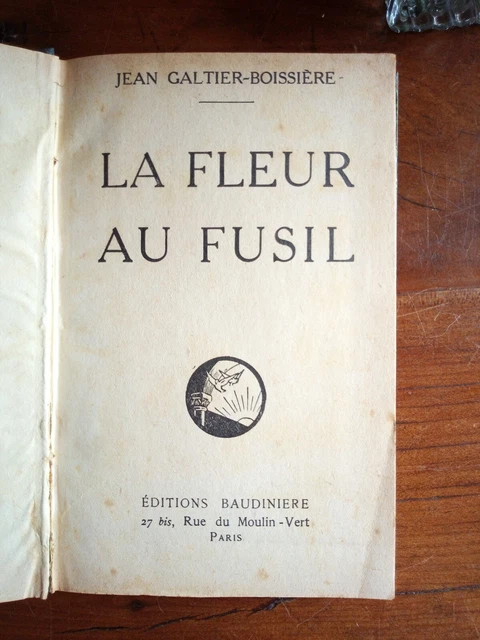 JEAN GALTIER-BOISSIÈRE
LA FLEUR
AU FUSIL
ÉDITIONS BAUDINIERE
27 bis, Rue du Moulin-Vert
PARIS